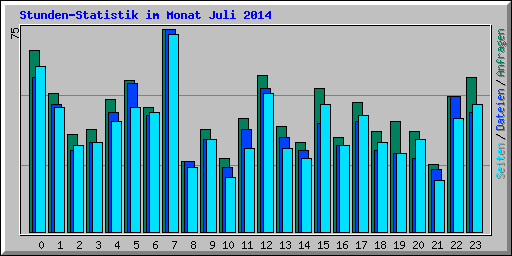 Stunden-Statistik im Monat Juli 2014
75
Seiten/Dateien/Anfragen
0 1 2 3 4 5 6 7 8 9 10 11 12 13 14 15 16 17 18 19 20 21 22 23